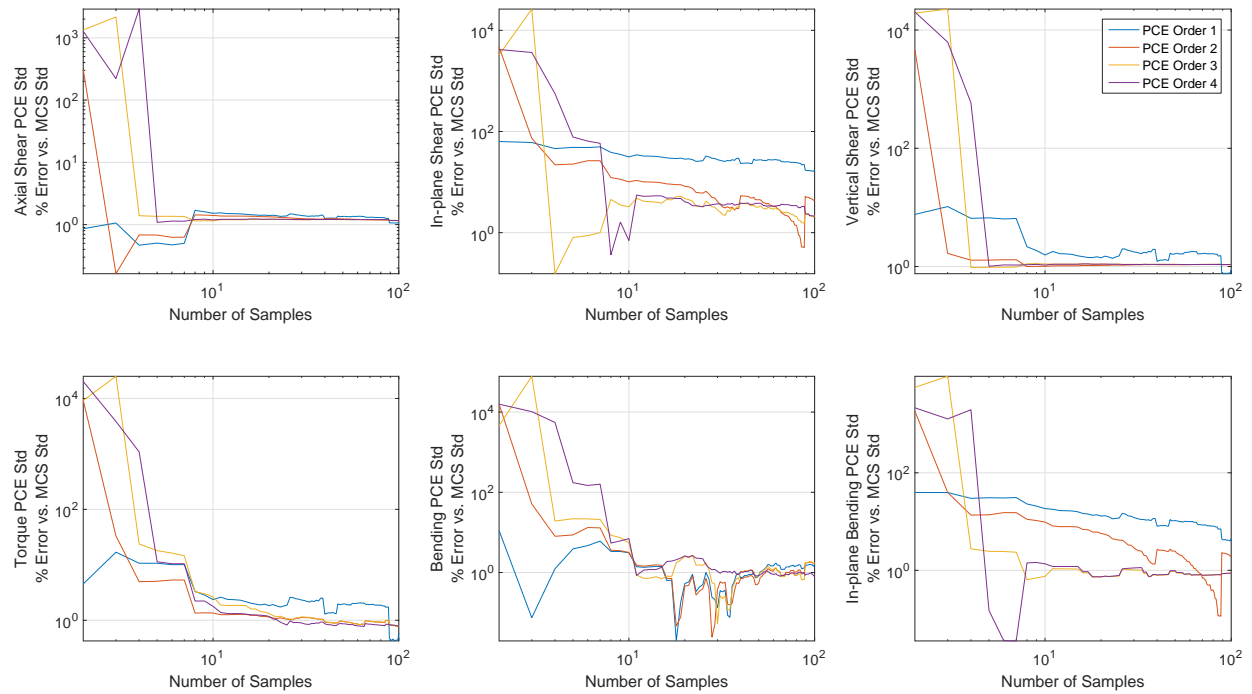 Axial Shear PCE Std
% Error vs. MCS Std
10^3
10^2
10^1
10^0
10^1
10^2
Number of Samples
In-plane Shear PCE Std
% Error vs. MCS Std
10^4
10^2
10^0
10^1
10^2
Number of Samples
Vertical Shear PCE Std
% Error vs. MCS Std
10^4
10^2
10^0
10^1
10^2
Number of Samples
PCE Order 1
PCE Order 2
PCE Order 3
PCE Order 4
Torque PCE Std
% Error vs. MCS Std
10^4
10^2
10^0
10^1
10^2
Number of Samples
Bending PCE Std
% Error vs. MCS Std
10^4
10^2
10^0
10^1
10^2
Number of Samples
In-plane Bending PCE Std
% Error vs. MCS Std
10^2
10^0
10^1
10^2
Number of Samples